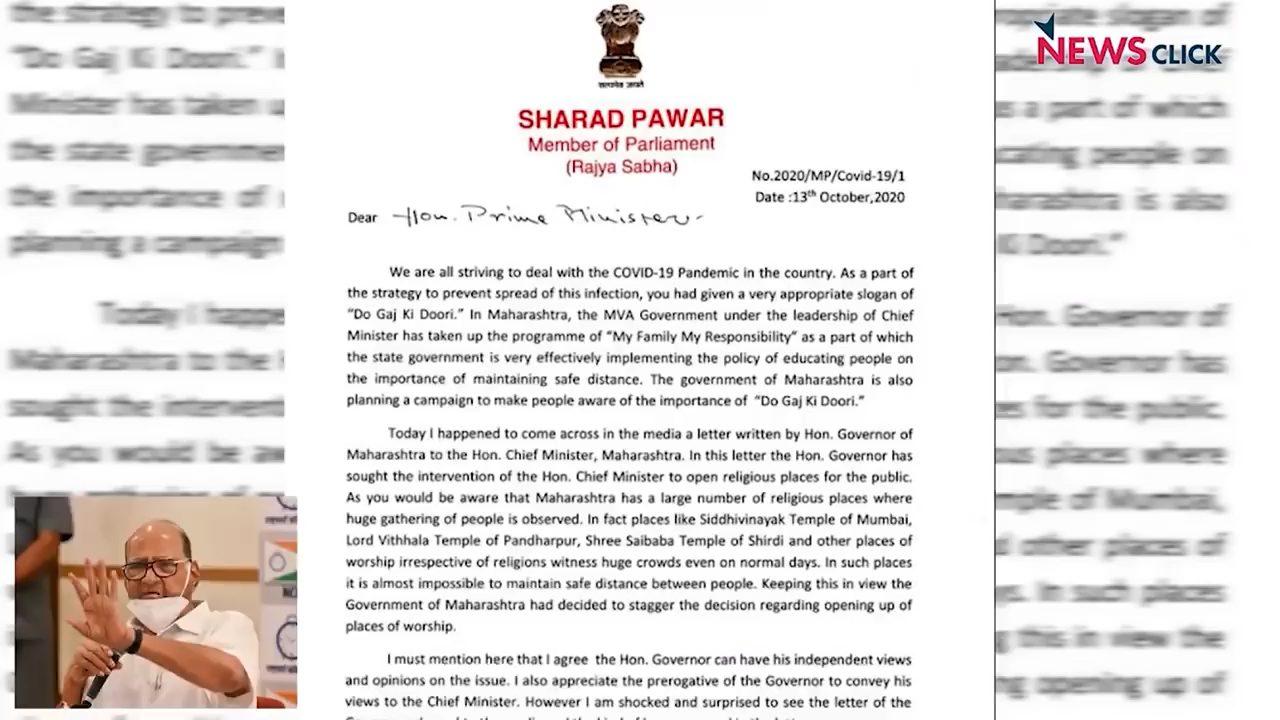 NEWS CLICK
सत्यमेव जयते
SHARAD PAWAR
Member of Parliament
(Rajya Sabha)
No.2020/MP/Covid-19/1
Date :13th October,2020
Dear Hon. Prime Minister
We are all striving to deal with the COVID-19 Pandemic in the country. As a part of
the strategy to prevent spread of this infection, you had given a very appropriate slogan of
"Do Gaj Ki Doori." In Maharashtra, the MVA Government under the leadership of Chief
Minister has taken up the programme of "My Family My Responsibility" as a part of which
the state government is very effectively implementing the policy of educating people on
the importance of maintaining safe distance. The government of Maharashtra is also
planning a campaign to make people aware of the importance of "Do Gaj Ki Doori."
Today I happened to come across in the media a letter written by Hon. Governor of
Maharashtra to the Hon. Chief Minister, Maharashtra. In this letter the Hon. Governor has
sought the intervention of the Hon. Chief Minister to open religious places for the public.
As you would be aware that Maharashtra has a large number of religious places where
huge gathering of people is observed. In fact places like Siddhivinayak Temple of Mumbai,
Lord Vithhala Temple of Pandharpur, Shree Saibaba Temple of Shirdi and other places of
worship irrespective of religions witness huge crowds even on normal days. In such places
it is almost impossible to maintain safe distance between people. Keeping this in view the
Government of Maharashtra had decided to stagger the decision regarding opening up of
places of worship.
I must mention here that I agree the Hon. Governor can have his independent views
and opinions on the issue. I also appreciate the prerogative of the Governor to convey his
views to the Chief Minister. However I am shocked and surprised to see the letter of the